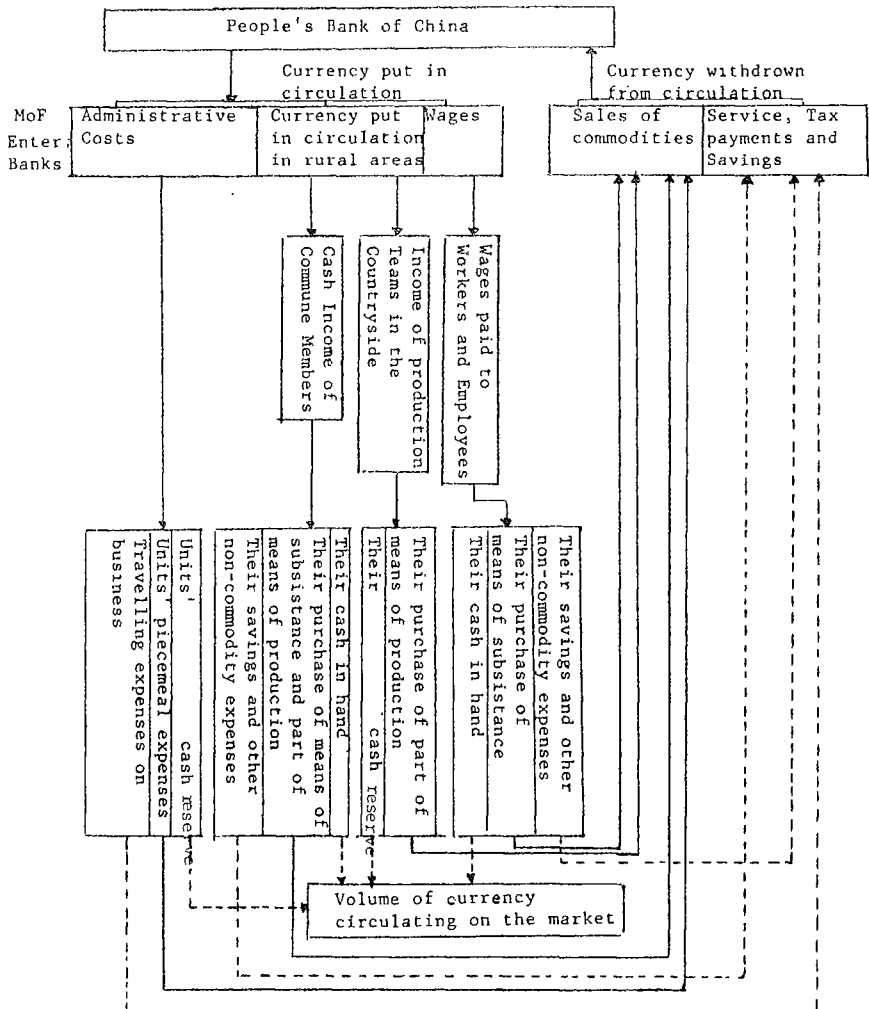 People's Bank of China
Currency put in
circulation
Currency withdrown
from circulation
MoF
Enter.
Banks
Administrative
Costs
Currency put
in circulation
in rural areas
Wages
Sales of
commodities
Service, Tax
payments and
Savings
Cash Income of
Commune Members
Income of production
Teams in the
Countryside
Wages paid to
Workers and Employees
Units' cash reserve
Units' piecemeal expenses
Travelling expenses on
business
Their cash in hand
Their purchase of means of
subsistance and part of
means of production
Their savings and other
non-commodity expenses
Their purchase of part of
means of production
Their cash reserve
Their savings and other
non-commodity expenses
Their purchase of
means of subsistance
Their cash in hand
Volume of currency
circulating on the market